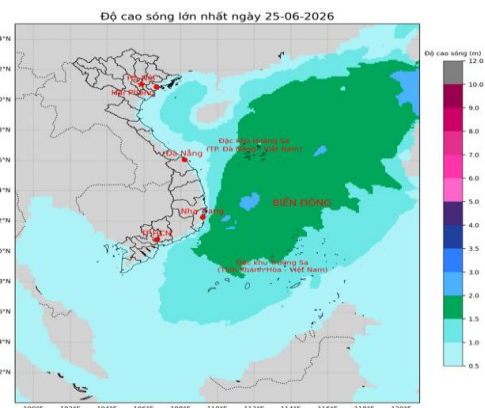 Độ cao sóng lớn nhất ngày 25-06-2026
Độ cao sóng (m)
12.0
10.0
9.0
8.0
7.0
6.0
5.0
4.5
4.0
3.5
3.0
2.5
2.0
1.5
1.0
0.5
Hà Nội
Hải Phòng
Đặc khu Hoàng Sa
(TP. Đà Nẵng - Việt Nam)
Đà Nẵng
Nha Trang
BIỂN ĐÔNG
TP.HCM
Đặc khu Trường Sa
(Tỉnh Khánh Hòa - Việt Nam)